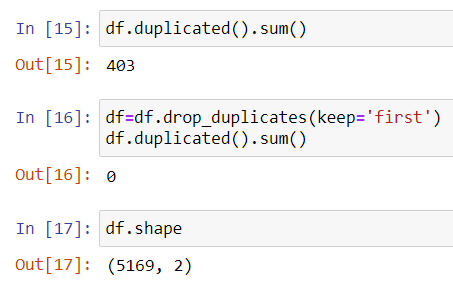 In [15]: df.duplicated().sum()
Out[15]: 403
In [16]: df=df.drop_duplicates(keep='first')
df.duplicated().sum()
Out[16]: 0
In [17]: df.shape
Out[17]: (5169, 2)